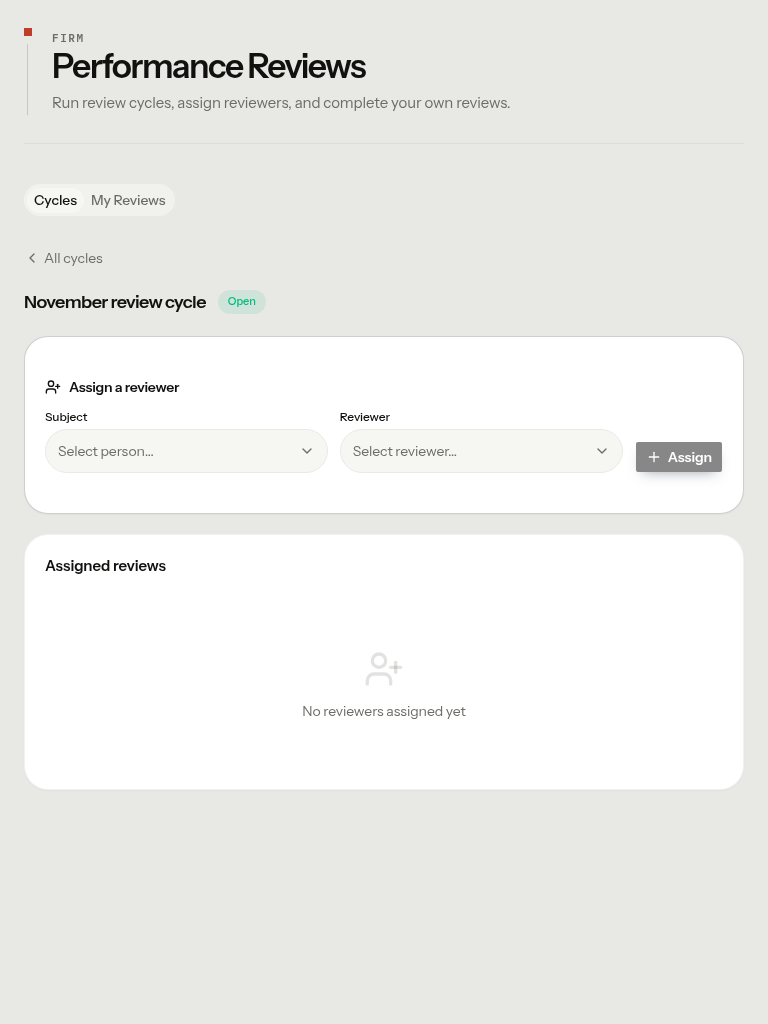 FIRM
Performance Reviews
Run review cycles, assign reviewers, and complete your own reviews.
Cycles My Reviews
All cycles
November review cycle Open
Assign a reviewer
Subject Reviewer
Select person... Select reviewer... Assign
Assigned reviews
No reviewers assigned yet